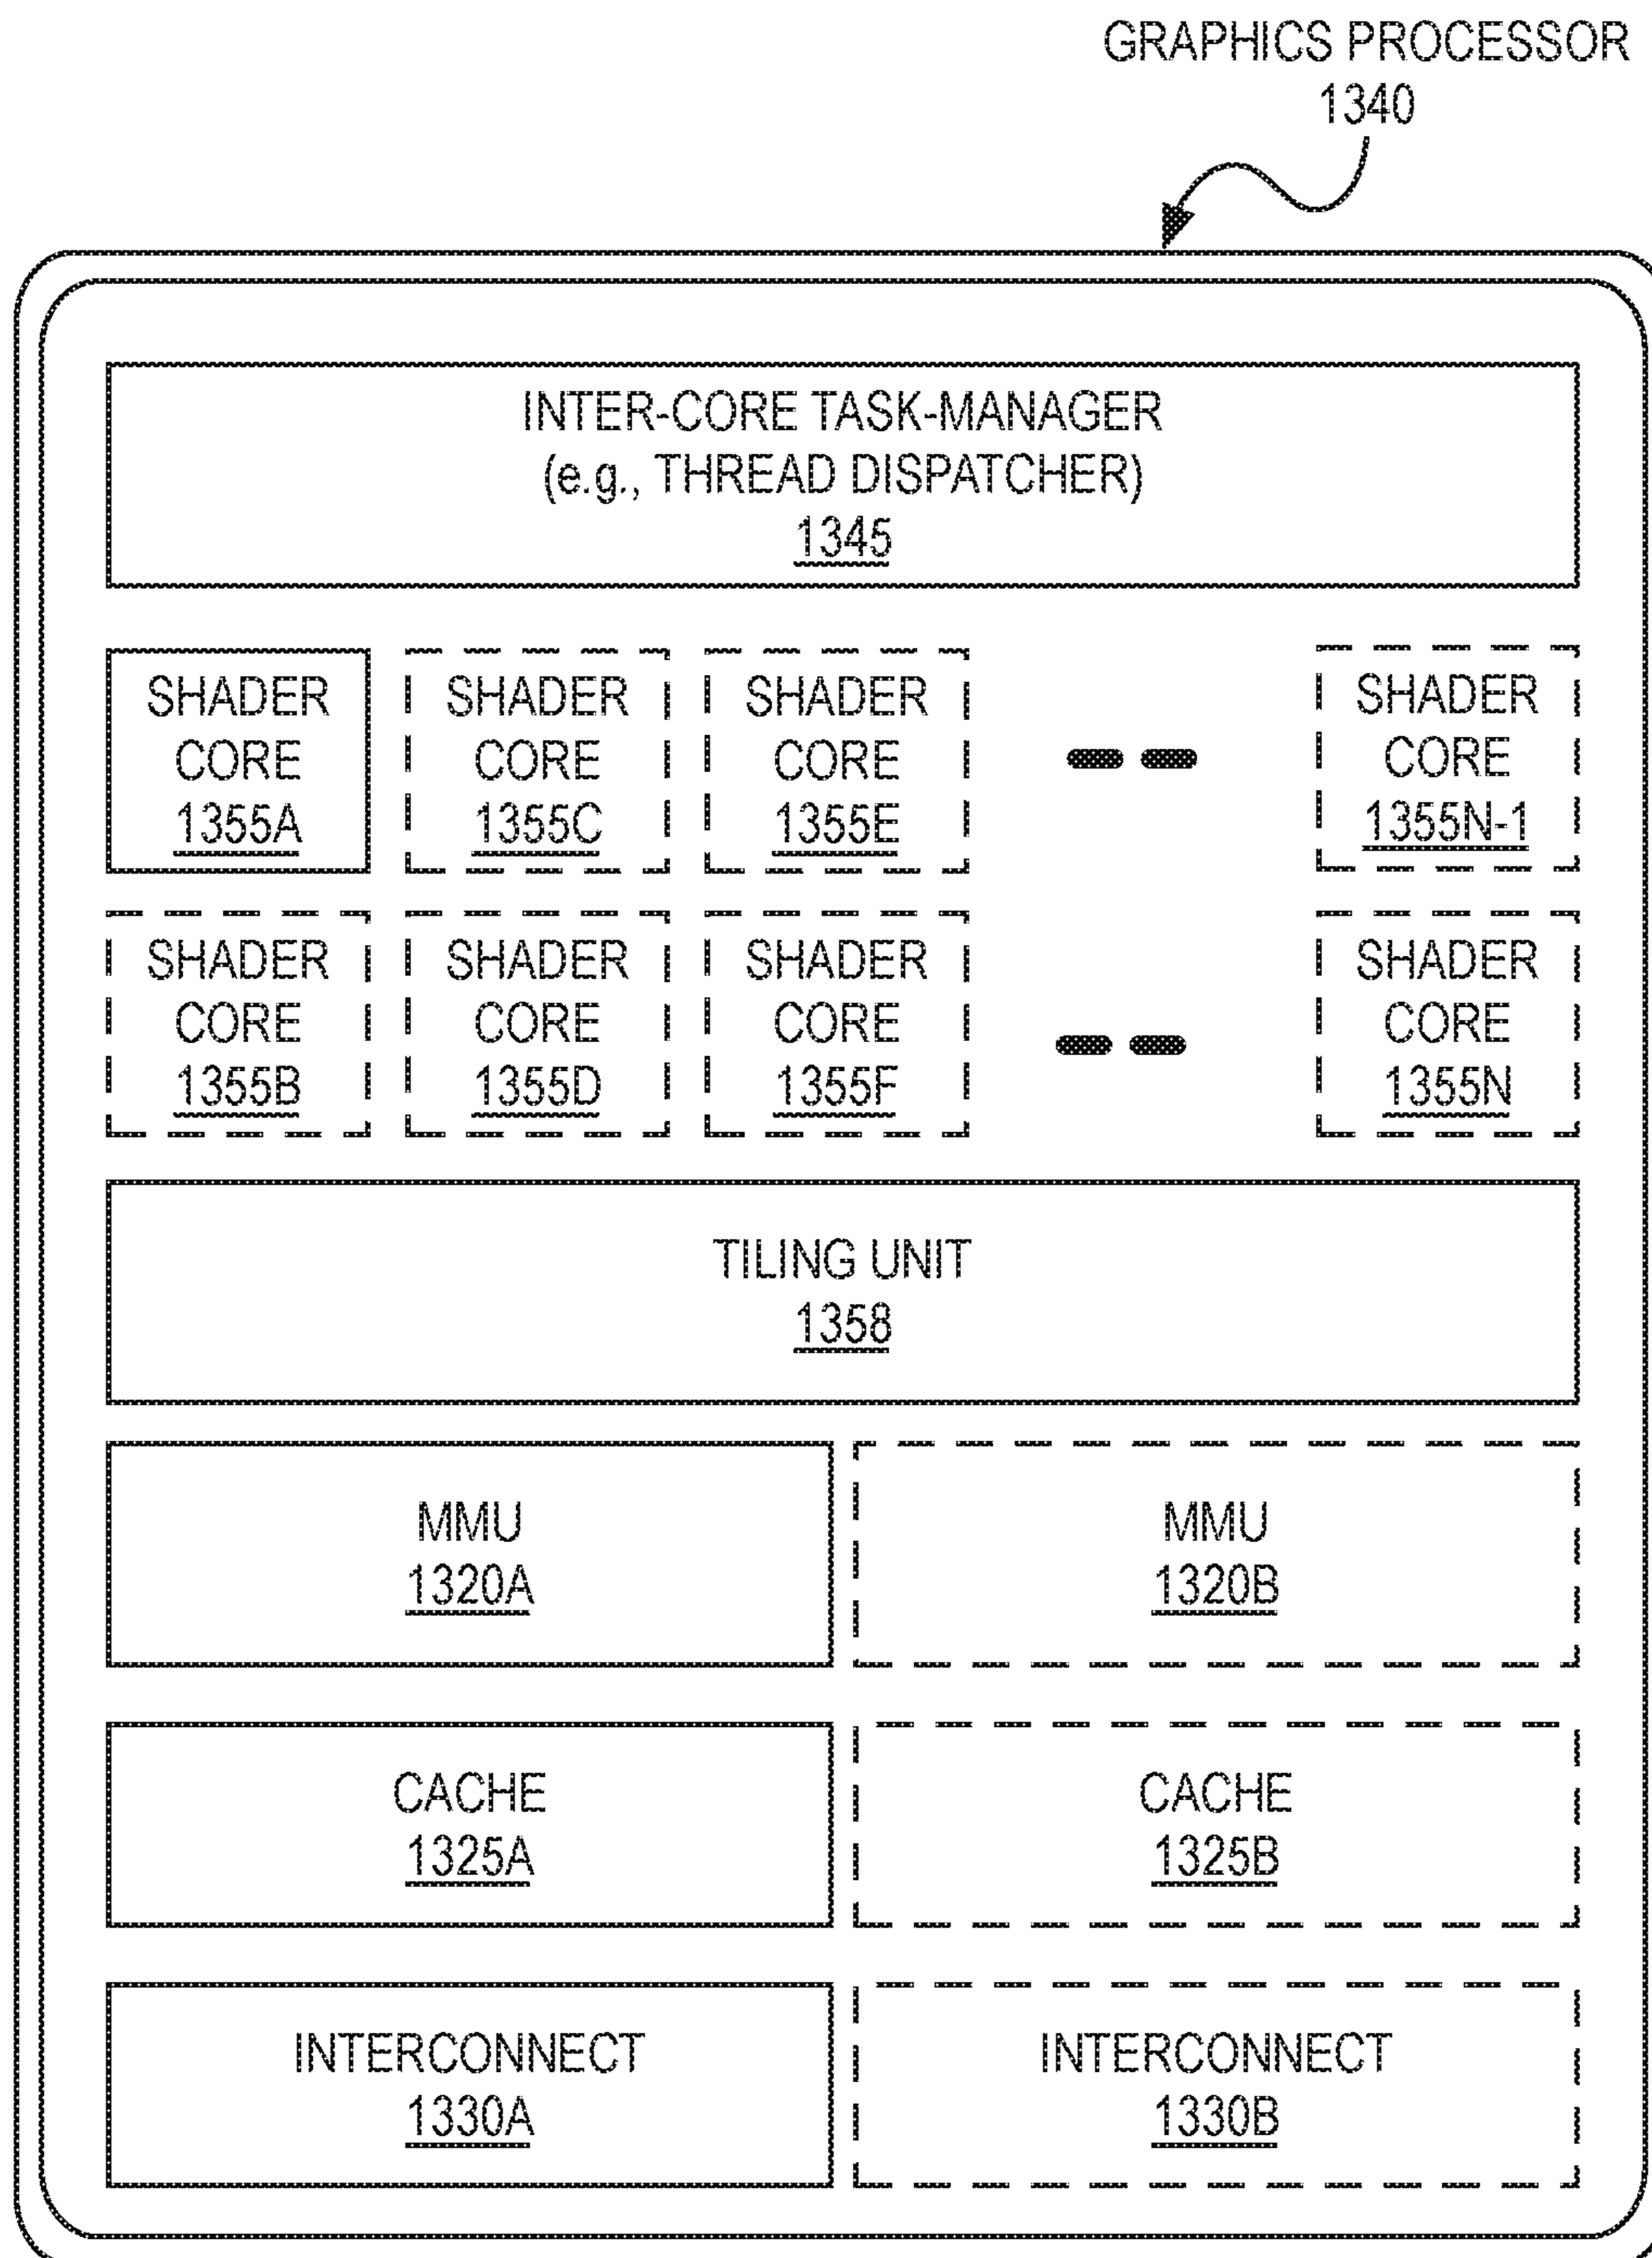 GRAPHICS PROCESSOR
1340
INTER-CORE TASK-MANAGER
(e.g., THREAD DISPATCHER)
1345
SHADER
CORE
1355A
SHADER
CORE
1355C
SHADER
CORE
1355E
SHADER
CORE
1355N-1
SHADER
CORE
1355B
SHADER
CORE
1355D
SHADER
CORE
1355F
SHADER
CORE
1355N
TILING UNIT
1358
MMU
1320A
MMU
1320B
CACHE
1325A
CACHE
1325B
INTERCONNECT
1330A
INTERCONNECT
1330B